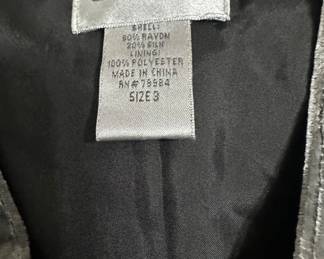 SHELL:
80% RAYON
20% SILK
LINING:
100% POLYESTER
MADE IN CHINA
RN#79984
SIZE 3